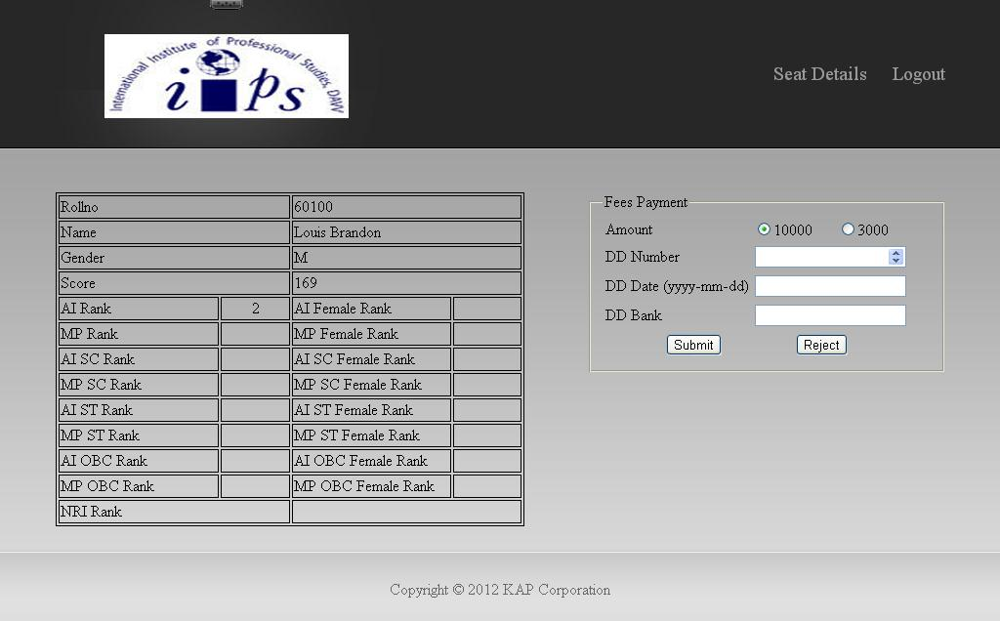 International Institute of Professional Studies, DAVV
i ps
Seat Details Logout
Rollno 60100
Name Louis Brandon
Gender M
Score 169
AI Rank 2 AI Female Rank
MP Rank MP Female Rank
AI SC Rank AI SC Female Rank
MP SC Rank MP SC Female Rank
AI ST Rank AI ST Female Rank
MP ST Rank MP ST Female Rank
AI OBC Rank AI OBC Female Rank
MP OBC Rank MP OBC Female Rank
NRI Rank
Fees Payment
Amount 10000 3000
DD Number
DD Date (yyyy-mm-dd)
DD Bank
Submit Reject
Copyright © 2012 KAP Corporation